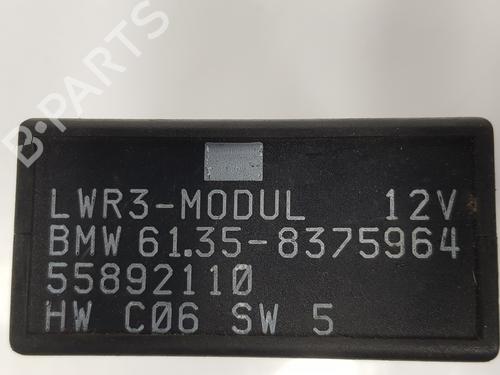 B-PARTS
LWR3-MODUL 12V
BMW 61.35-8375964
55892110
HW C06 SW 5